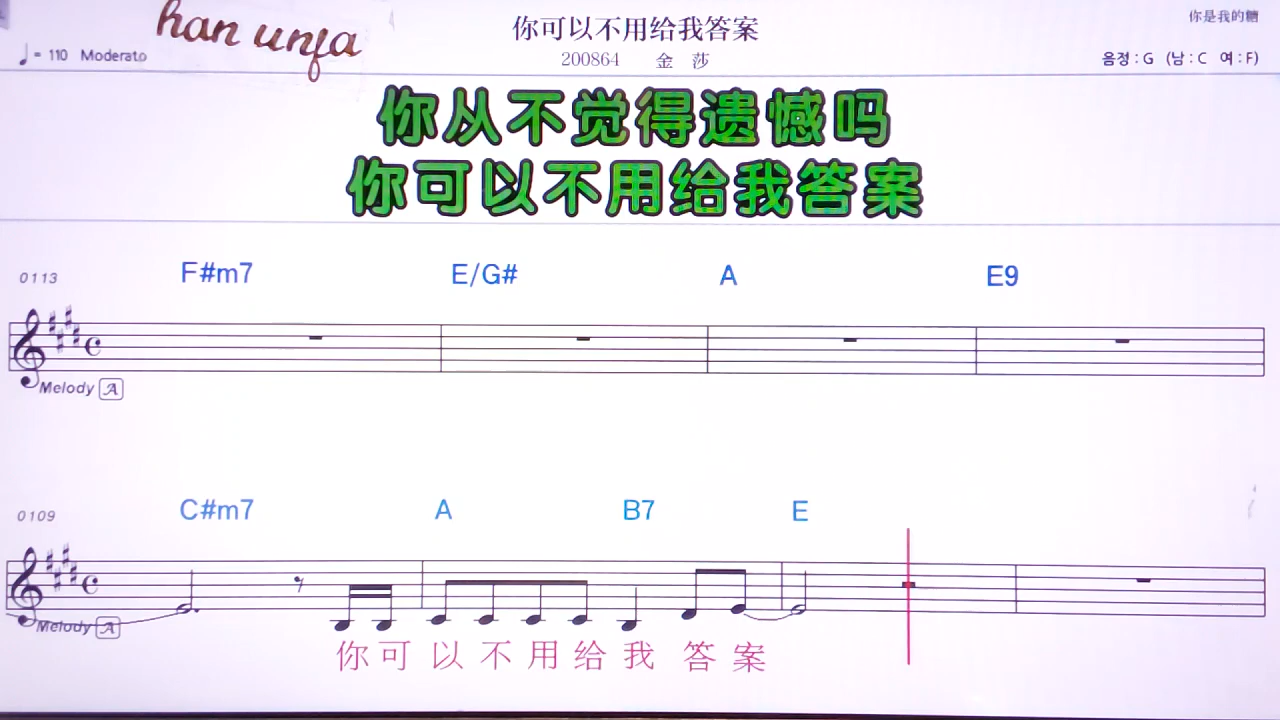 han unfa
你可以不用给我答案
你是我的糖
♩= 110 Moderato
200864 金 莎
음정 : G (남 : C 여 : F)
你从不觉得遗憾吗
你可以不用给我答案
0113 F#m7 E/G# A E9
Melody A
0109 C#m7 A B7 E
Melody A
你 可 以 不 用 给 我 答 案